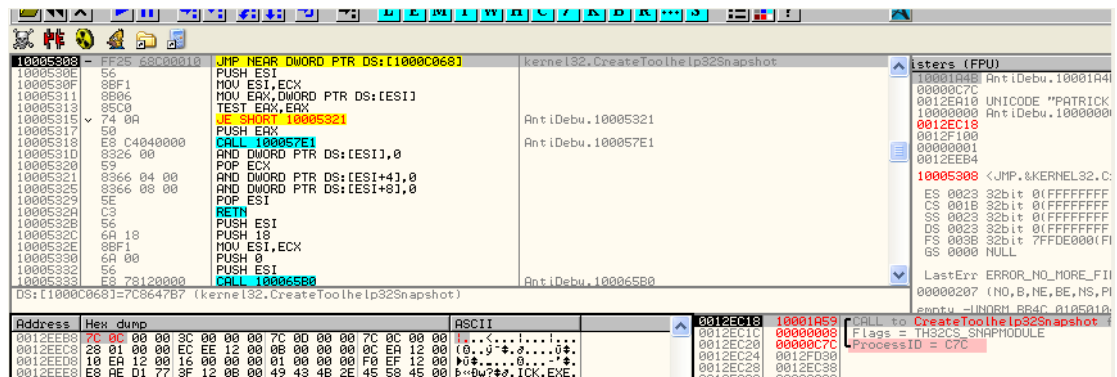 L E M T W H C / K B R ... S ?
10005308 - FF25 68C00010 JMP NEAR DWORD PTR DS:[1000C068] kernel32.CreateToolhelp32Snapshot
1000530E 56 PUSH ESI
1000530F 8BF1 MOV ESI,ECX
10005311 8B06 MOV EAX,DWORD PTR DS:[ESI]
10005313 85C0 TEST EAX,EAX
10005315 74 0A JE SHORT 10005321 AntiDebu.10005321
10005317 50 PUSH EAX
10005318 E8 C4040000 CALL 100057E1 AntiDebu.100057E1
1000531D 8326 00 AND DWORD PTR DS:[ESI],0
10005320 59 POP ECX
10005321 8366 04 00 AND DWORD PTR DS:[ESI+4],0
10005325 8366 08 00 AND DWORD PTR DS:[ESI+8],0
10005329 5E POP ESI
1000532A C3 RETN
1000532B 56 PUSH ESI
1000532C 6A 18 PUSH 18
1000532E 8BF1 MOV ESI,ECX
10005330 6A 00 PUSH 0
10005332 56 PUSH ESI
10005333 E8 78120000 CALL 100065B0 AntiDebu.100065B0
DS:[1000C068]=7C8647B7 (kernel32.CreateToolhelp32Snapshot)
isters (FPU)
10001A4B AntiDebu.10001A4
00000C7C
0012EA10 UNICODE "PATRICK
10000000 AntiDebu.1000000
0012EC18
0012F100
00000001
0012EEB4
10005308 <JMP.&KERNEL32.C
ES 0023 32bit 0(FFFFFFFF
CS 001B 32bit 0(FFFFFFFF
SS 0023 32bit 0(FFFFFFFF
DS 0023 32bit 0(FFFFFFFF
FS 003B 32bit 7FFDE000(F
GS 0000 NULL
LastErr ERROR_NO_MORE_FI
00000207 (NO,B,NE,BE,NS,P
empty -UNORM BB4C 0105010
Address Hex dump ASCII
0012EEB8 7C 0C 00 00 3C 00 00 00 7C 0D 00 00 7C 0C 00 00 |...<...|...|...
0012EEC8 28 01 00 00 EC EE 12 00 0B 00 00 00 0C EA 12 00
0012EED8 10 EA 12 00 16 00 00 00 01 00 00 00 F0 EF 12 00
0012EEE8 E8 AE D1 77 3F 12 0B 00 49 43 4B 2E 45 58 45 00 .ICK.EXE.
0012EC18 10001A59 CALL to CreateToolhelp32Snapshot f
0012EC1C 00000008 Flags = TH32CS_SNAPMODULE
0012EC20 00000C7C ProcessID = C7C
0012EC24 0012FD30
0012EC28 0012EC38